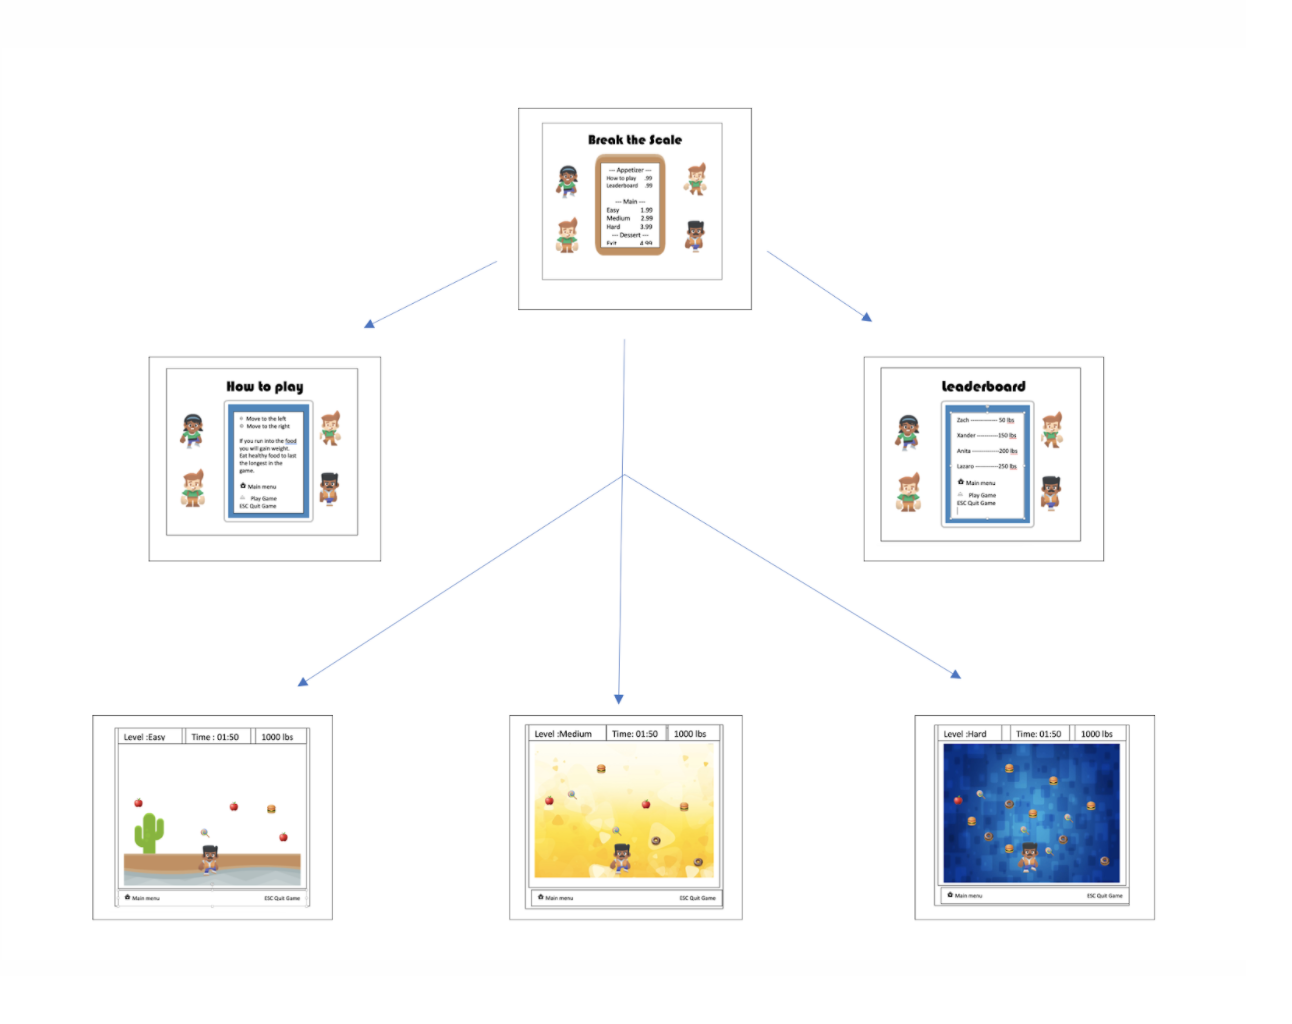 Break the Scale
--- Appetizer ---
How to play .99
Leaderboard .99
--- Main ---
Easy 1.99
Medium 2.99
Hard 3.99
--- Dessert ---
Exit 4.99
How to play
Move to the left
Move to the right
If you run into the food
you will gain weight.
Eat healthy food to last
the longest in the
game.
Main menu
Play Game
ESC Quit Game
Leaderboard
Zach ----------- 50 lbs
Xander -----------150 lbs
Anita -----------200 lbs
Lazaro -----------250 lbs
Main menu
Play Game
ESC Quit Game
Level :Easy Time : 01:50 1000 lbs
Main menu ESC Quit Game
Level :Medium Time: 01:50 1000 lbs
Main menu ESC Quit Game
Level :Hard Time: 01:50 1000 lbs
Main menu ESC Quit Game